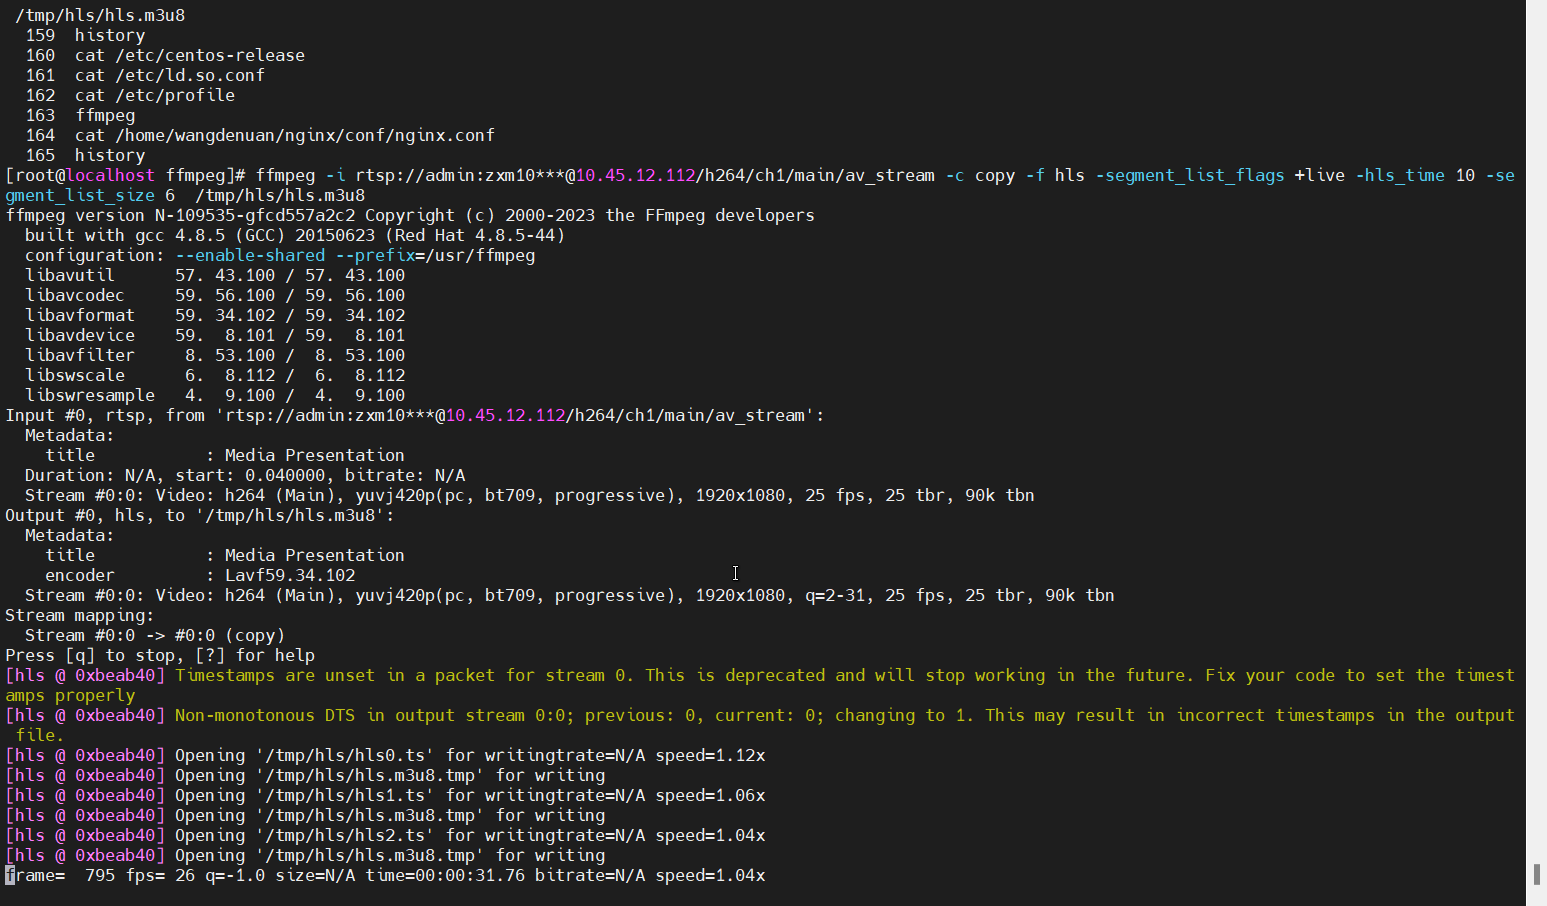 /tmp/hls/hls.m3u8
159  history
160  cat /etc/centos-release
161  cat /etc/ld.so.conf
162  cat /etc/profile
163  ffmpeg
164  cat /home/wangdenuan/nginx/conf/nginx.conf
165  history
[root@localhost ffmpeg]# ffmpeg -i rtsp://admin:zxm10***@10.45.12.112/h264/ch1/main/av_stream -c copy -f hls -segment_list_flags +live -hls_time 10 -se
gment_list_size 6  /tmp/hls/hls.m3u8
ffmpeg version N-109535-gfcd557a2c2 Copyright (c) 2000-2023 the FFmpeg developers
  built with gcc 4.8.5 (GCC) 20150623 (Red Hat 4.8.5-44)
  configuration: --enable-shared --prefix=/usr/ffmpeg
  libavutil      57. 43.100 / 57. 43.100
  libavcodec     59. 56.100 / 59. 56.100
  libavformat    59. 34.102 / 59. 34.102
  libavdevice    59.  8.101 / 59.  8.101
  libavfilter     8. 53.100 /  8. 53.100
  libswscale      6.  8.112 /  6.  8.112
  libswresample   4.  9.100 /  4.  9.100
Input #0, rtsp, from 'rtsp://admin:zxm10***@10.45.12.112/h264/ch1/main/av_stream':
  Metadata:
    title           : Media Presentation
  Duration: N/A, start: 0.040000, bitrate: N/A
  Stream #0:0: Video: h264 (Main), yuvj420p(pc, bt709, progressive), 1920x1080, 25 fps, 25 tbr, 90k tbn
Output #0, hls, to '/tmp/hls/hls.m3u8':
  Metadata:
    title           : Media Presentation
    encoder         : Lavf59.34.102
  Stream #0:0: Video: h264 (Main), yuvj420p(pc, bt709, progressive), 1920x1080, q=2-31, 25 fps, 25 tbr, 90k tbn
Stream mapping:
  Stream #0:0 -> #0:0 (copy)
Press [q] to stop, [?] for help
[hls @ 0xbeab40] Timestamps are unset in a packet for stream 0. This is deprecated and will stop working in the future. Fix your code to set the timest
amps properly
[hls @ 0xbeab40] Non-monotonous DTS in output stream 0:0; previous: 0, current: 0; changing to 1. This may result in incorrect timestamps in the output
 file.
[hls @ 0xbeab40] Opening '/tmp/hls/hls0.ts' for writingtrate=N/A speed=1.12x
[hls @ 0xbeab40] Opening '/tmp/hls/hls.m3u8.tmp' for writing
[hls @ 0xbeab40] Opening '/tmp/hls/hls1.ts' for writingtrate=N/A speed=1.06x
[hls @ 0xbeab40] Opening '/tmp/hls/hls.m3u8.tmp' for writing
[hls @ 0xbeab40] Opening '/tmp/hls/hls2.ts' for writingtrate=N/A speed=1.04x
[hls @ 0xbeab40] Opening '/tmp/hls/hls.m3u8.tmp' for writing
frame=  795 fps= 26 q=-1.0 size=N/A time=00:00:31.76 bitrate=N/A speed=1.04x